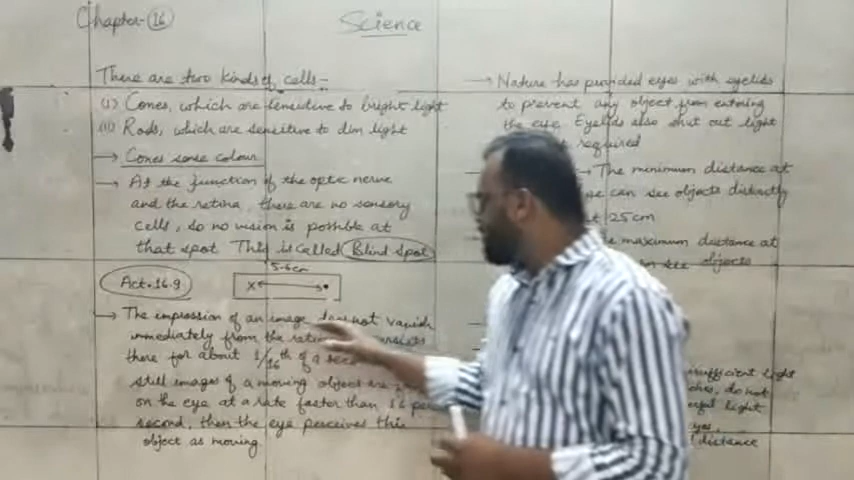 Chapter-16
Science
There are two kinds of cells:-
(i) Cones, which are sensitive to bright light
(ii) Rods, which are sensitive to dim light
→ Cones sense colour
→ At the junction of the optic nerve
and the retina, there are no sensory
cells, so no vision is possible at
that spot This is called Blind spot
Act. 16.9
5-6cm
X
→ The impression of an image does not vanish
immediately from the
there for about 1/16th of a
still images of a moving object are
on the eye at a rate faster than 16 per
second, then the eye perceives this
object as moving.
→ Nature has provided eyes with eyelids
to prevent any object from entering
the eye. Eyelids also shut out light
required
→ The minimum distance at
can see objects distinctly
25cm
maximum distance at
see objects
insufficient light
do not
light
distance